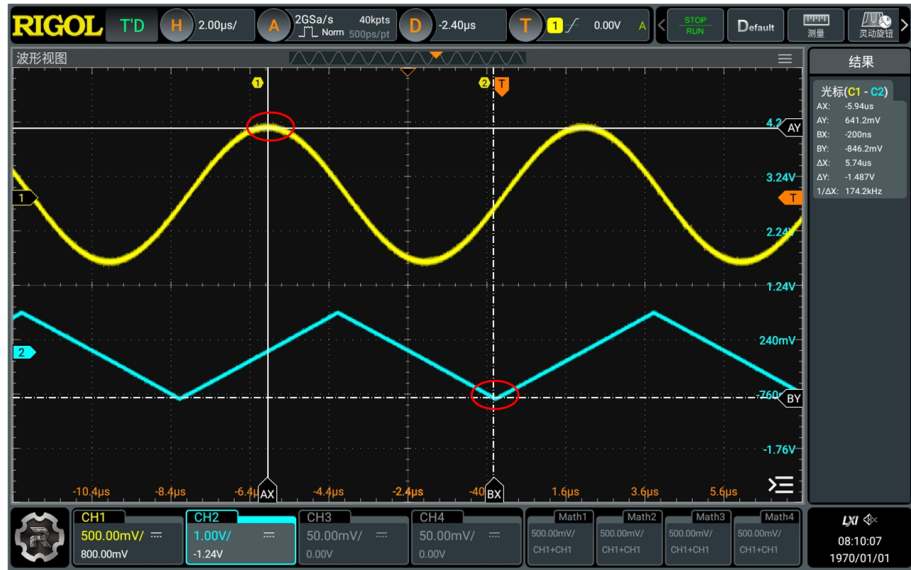 RIGOL T'D H 2.00μs/ A 2GSa/s 40kpts Norm 500ps/pt D -2.40μs T 1 0.00V A STOP RUN Default 测量 灵动旋钮
波形视图
结果
1 2 T
光标(C1 - C2)
AX: -5.94us
AY: 641.2mV
BX: -200ns
BY: -846.2mV
ΔX: 5.74us
ΔY: -1.487V
1/ΔX: 174.2kHz
AY
3.24V
1 T
2.24V
1.24V
2 240mV
BY
-1.76V
-10.4μs -8.4μs AX -4.4μs -2.4μs BX 1.6μs 3.6μs 5.6μs
CH1 CH2 CH3 CH4 Math1 Math2 Math3 Math4
500.00mV/ 1.00V/ 50.00mV/ 50.00mV/ 500.00mV/ 500.00mV/ 500.00mV/ 500.00mV/
800.00mV -1.24V 0.00V 0.00V CH1+CH1 CH1+CH1 CH1+CH1 CH1+CH1
LXI
08:10:07
1970/01/01